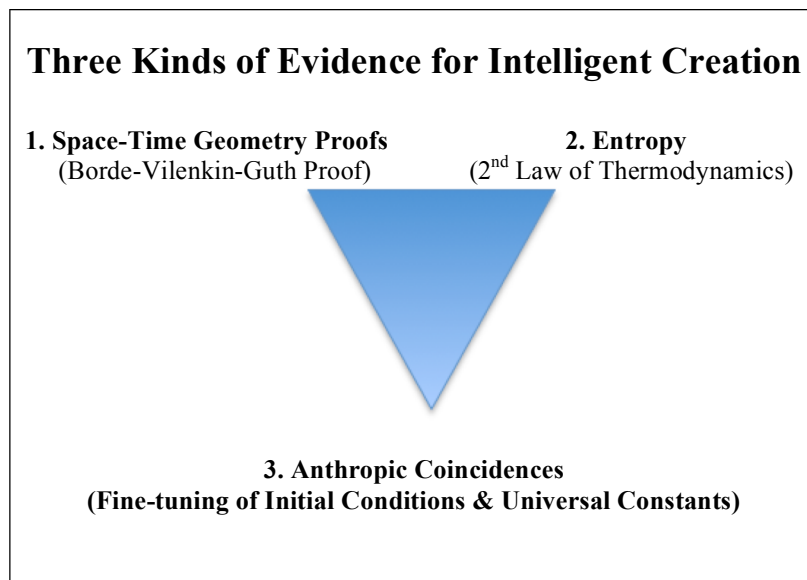 Three Kinds of Evidence for Intelligent Creation
1. Space-Time Geometry Proofs
(Borde-Vilenkin-Guth Proof)
2. Entropy
(2nd Law of Thermodynamics)
3. Anthropic Coincidences
(Fine-tuning of Initial Conditions & Universal Constants)